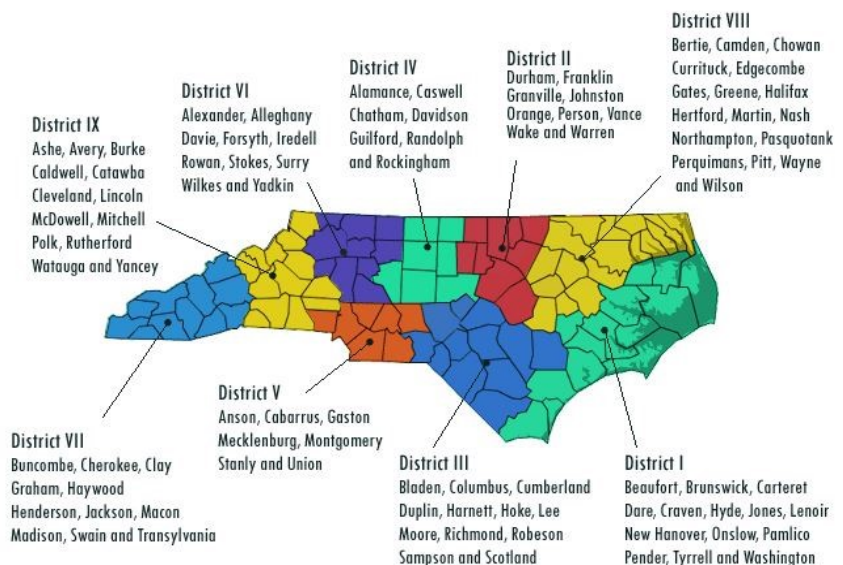 District VIII
Bertie, Camden, Chowan
Currituck, Edgecombe
Gates, Greene, Halifax
Hertford, Martin, Nash
Northampton, Pasquotank
Perquimans, Pitt, Wayne
and Wilson
District II
Durham, Franklin
Granville, Johnston
Orange, Person, Vance
Wake and Warren
District IV
Alamance, Caswell
Chatham, Davidson
Guilford, Randolph
and Rockingham
District VI
Alexander, Alleghany
Davie, Forsyth, Iredell
Rowan, Stokes, Surry
Wilkes and Yadkin
District IX
Ashe, Avery, Burke
Caldwell, Catawba
Cleveland, Lincoln
McDowell, Mitchell
Polk, Rutherford
Watauga and Yancey
District V
Anson, Cabarrus, Gaston
Mecklenburg, Montgomery
Stanly and Union
District VII
Buncombe, Cherokee, Clay
Graham, Haywood
Henderson, Jackson, Macon
Madison, Swain and Transylvania
District III
Bladen, Columbus, Cumberland
Duplin, Harnett, Hoke, Lee
Moore, Richmond, Robeson
Sampson and Scotland
District I
Beaufort, Brunswick, Carteret
Dare, Craven, Hyde, Jones, Lenoir
New Hanover, Onslow, Pamlico
Pender, Tyrrell and Washington